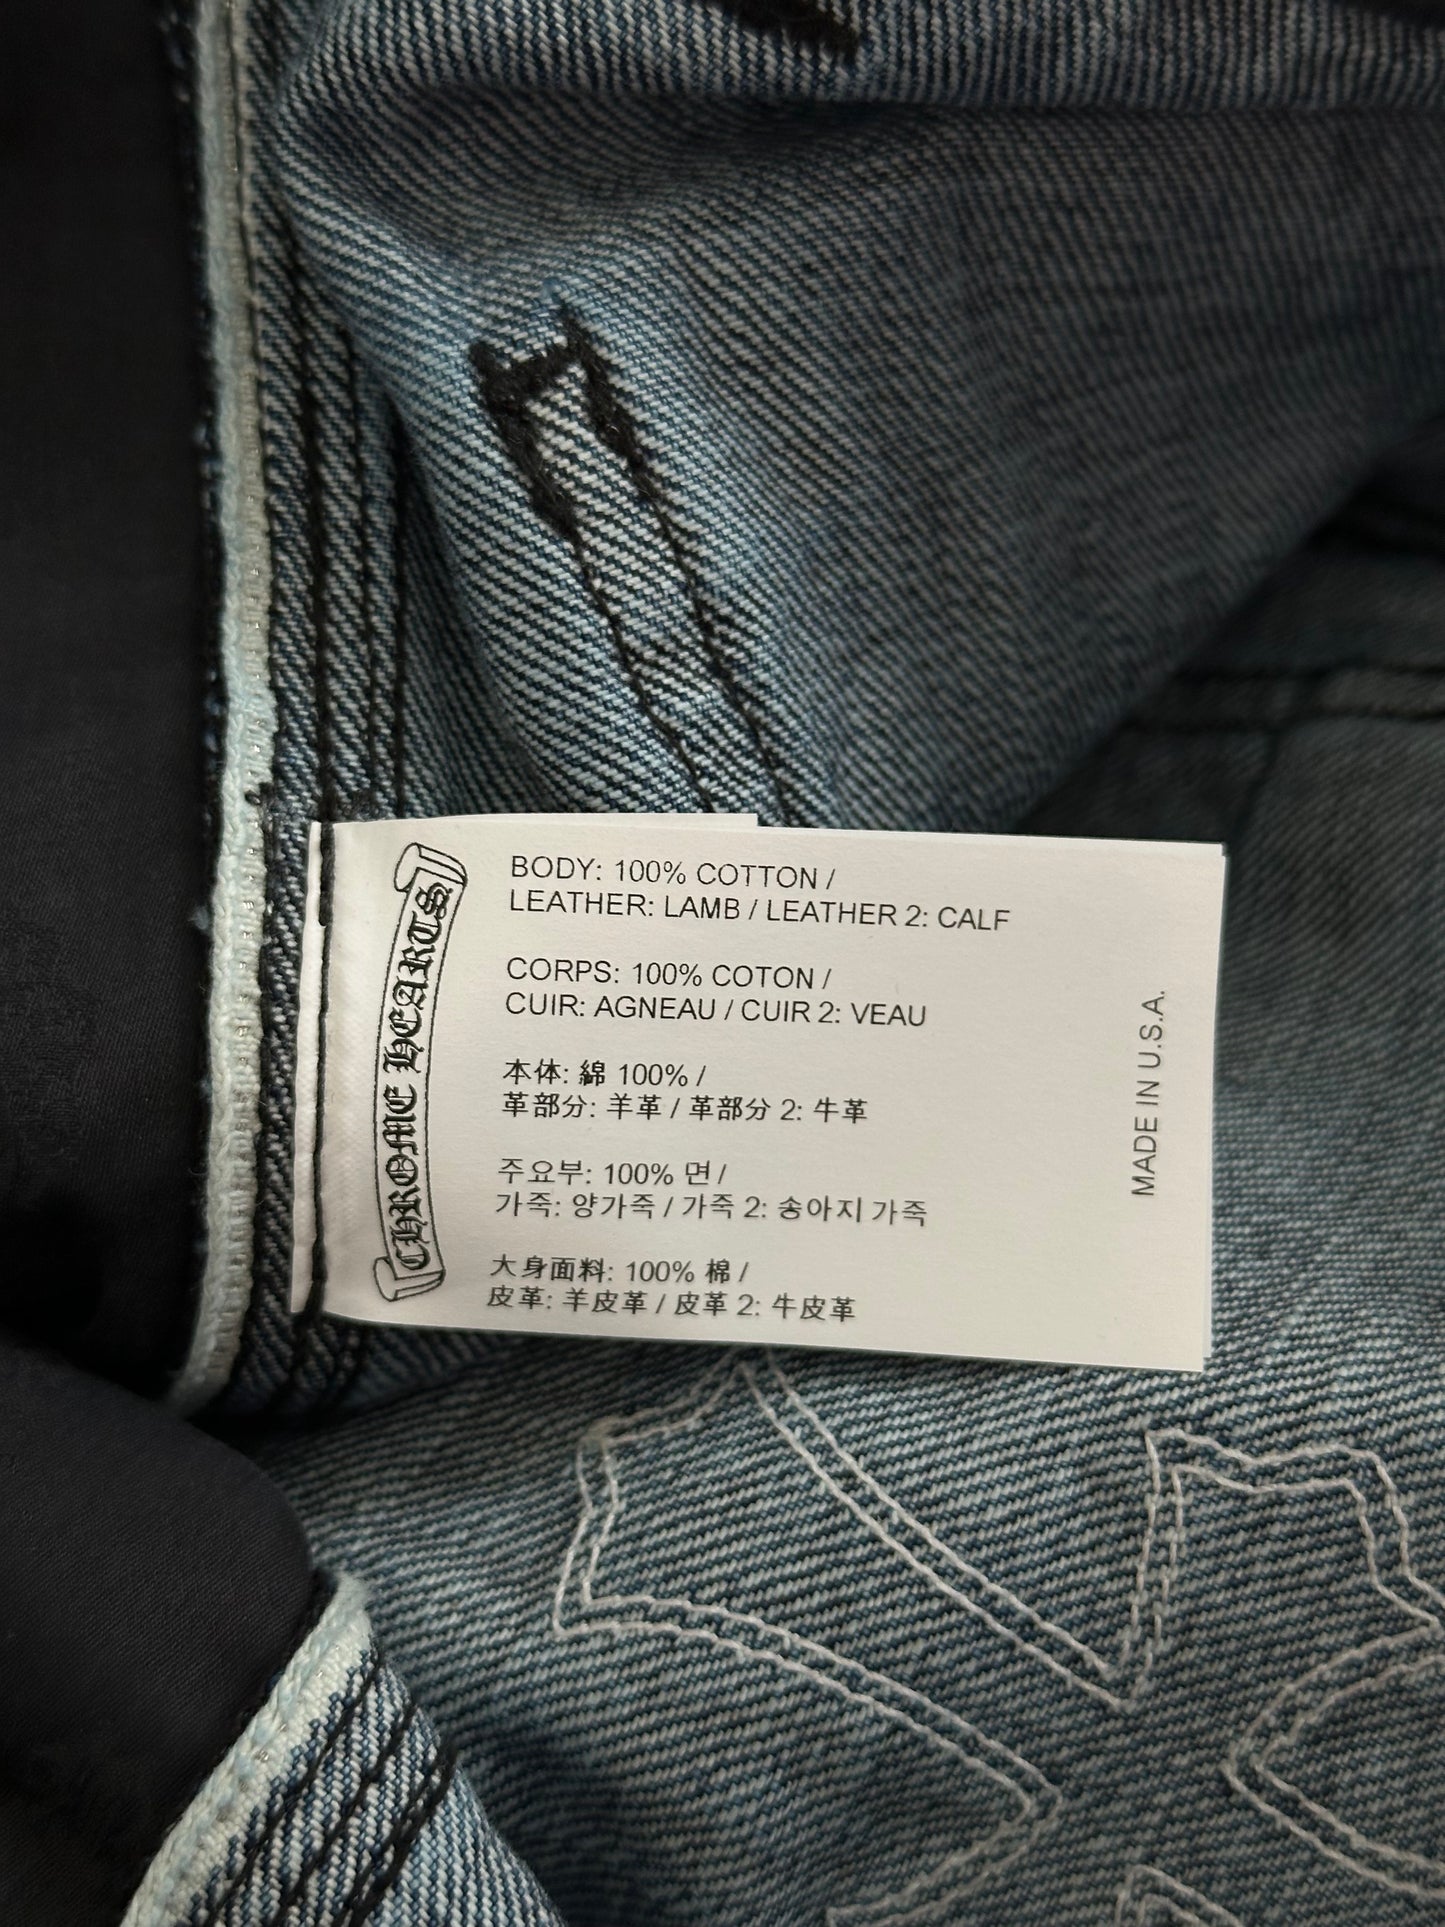 CHROME HEARTS
BODY: 100% COTTON /
LEATHER: LAMB / LEATHER 2: CALF
CORPS: 100% COTON /
CUIR: AGNEAU / CUIR 2: VEAU
本体: 綿 100% /
革部分: 羊革 / 革部分 2: 牛革
주요부: 100% 면 /
가죽: 양가죽 / 가죽 2: 송아지 가죽
大身面料: 100% 棉 /
皮革: 羊皮革 / 皮革 2: 牛皮革
MADE IN U.S.A.